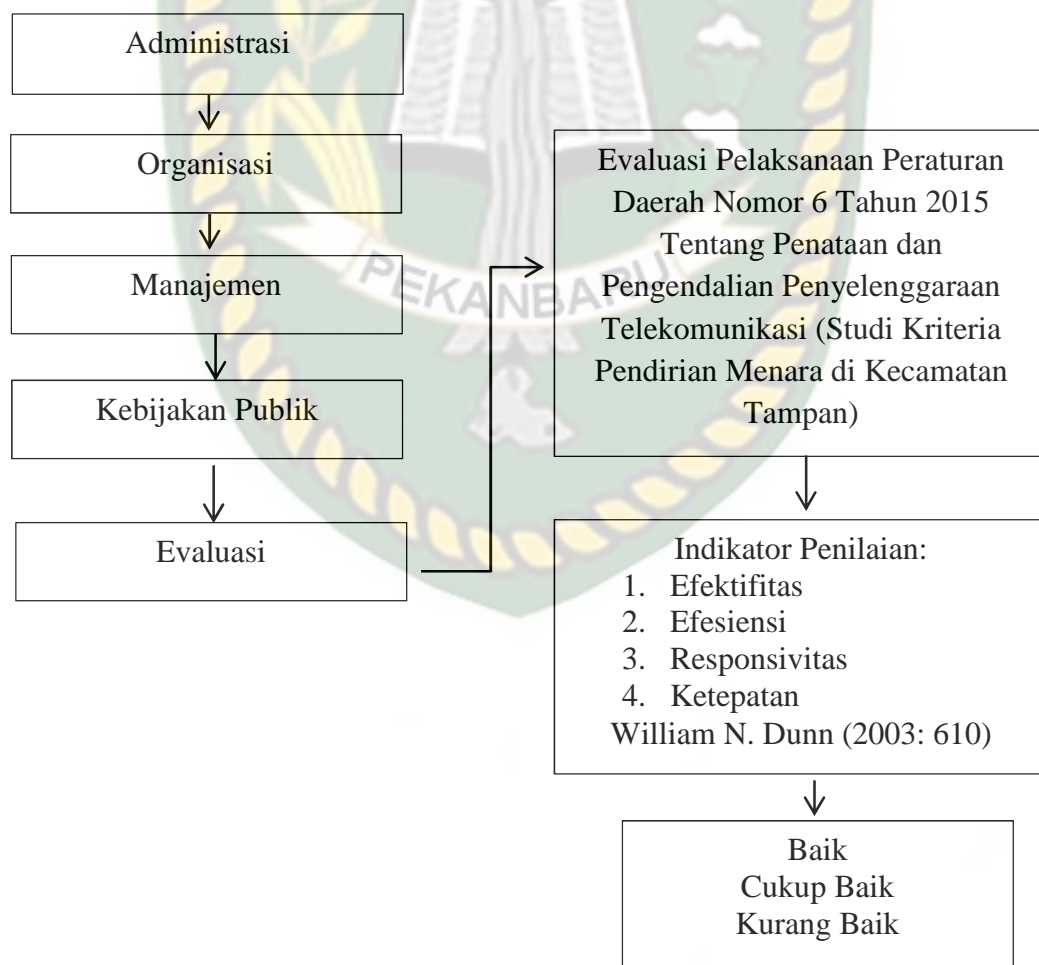 Administrasi
Organisasi
Manajemen
Kebijakan Publik
Evaluasi
Evaluasi Pelaksanaan Peraturan
Daerah Nomor 6 Tahun 2015
Tentang Penataan dan
Pengendalian Penyelenggaraan
Telekomunikasi (Studi Kriteria
Pendirian Menara di Kecamatan
Tampan)
Indikator Penilaian:
1. Efektifitas
2. Efesiensi
3. Responsivitas
4. Ketepatan
William N. Dunn (2003: 610)
Baik
Cukup Baik
Kurang Baik
PEKANBARU